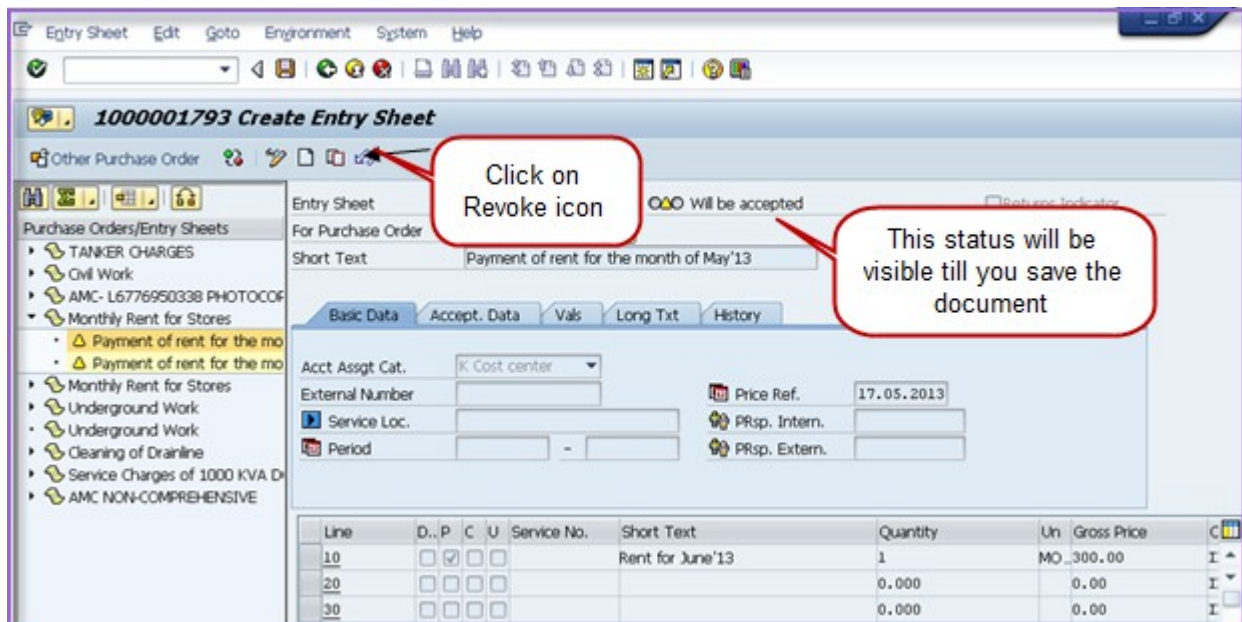 Entry Sheet Edit Goto Environment System Help
1000001793 Create Entry Sheet
Other Purchase Order
Click on
Revoke icon
Entry Sheet
Will be accepted
Returns Indicator
For Purchase Order
Short Text Payment of rent for the month of May'13
This status will be
visible till you save the
document
Purchase Orders/Entry Sheets
TANKER CHARGES
Civil Work
AMC- L6776950338 PHOTOCOP
Monthly Rent for Stores
Payment of rent for the mo
Payment of rent for the mo
Monthly Rent for Stores
Underground Work
Underground Work
Cleaning of Drainline
Service Charges of 1000 KVA D
AMC NON-COMPREHENSIVE
Basic Data Accept. Data Vals Long Txt History
Acct Assgt Cat. K Cost center
External Number Price Ref. 17.05.2013
Service Loc. PRsp. Intern.
Period - PRsp. Extern.
Line D.. P C U Service No. Short Text Quantity Un Gross Price C
10 Rent for June'13 1 MO 300.00 I
20 0.000 0.00 I
30 0.000 0.00 I